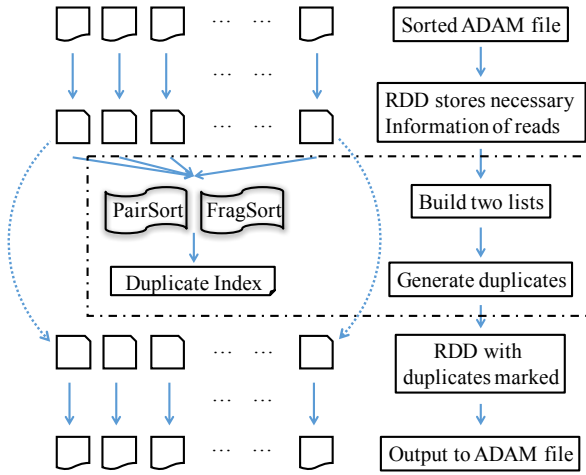 ... ...
Sorted ADAM file
... ...
RDD stores necessary
Information of reads
... ...
PairSort
FragSort
Build two lists
Duplicate Index
Generate duplicates
... ...
RDD with
duplicates marked
... ...
... ...
Output to ADAM file